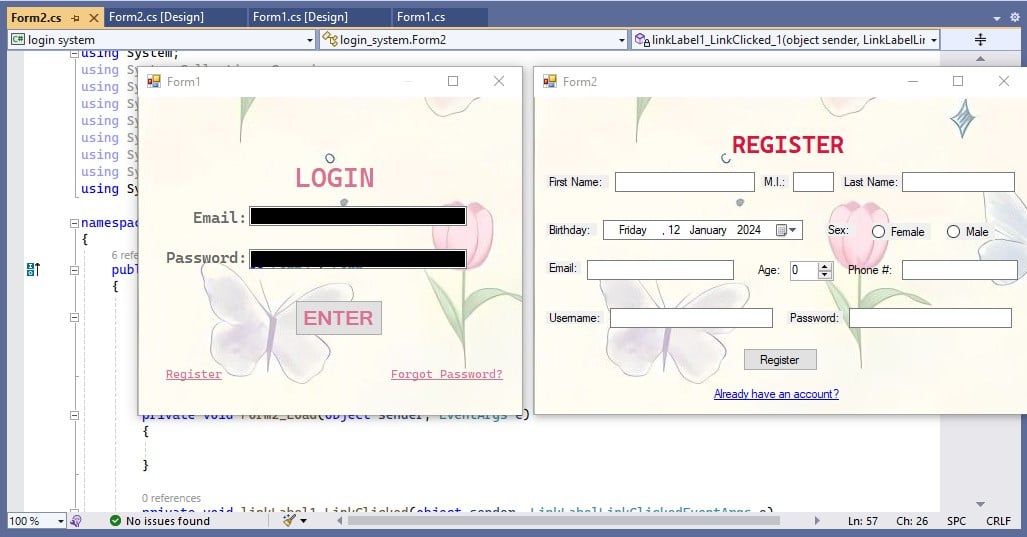 Form2.cs Form2.cs [Design] Form1.cs [Design] Form1.cs
login system login_system.Form2 linkLabel1_LinkClicked_1(object sender, LinkLabelLi
using System;
using Sy
using Sy
using Sy
using Sy
using Sy
using Sy
using Sy
namespac
{
6 refe
publ
{
Form1
LOGIN
Email:
Password:
ENTER
Register Forgot Password?
Form2
REGISTER
First Name: M.I.: Last Name:
Birthday: Friday , 12 January 2024 Sex: Female Male
Email: Age: 0 Phone #:
Username: Password:
Register
Already have an account?
private void Form2_Load(object sender, EventArgs e)
{
}
0 references
private void linkLabel1_LinkClicked(object sender, LinkLabelLinkClickedEventArgs e)
100 % No issues found Ln: 57 Ch: 26 SPC CRLF